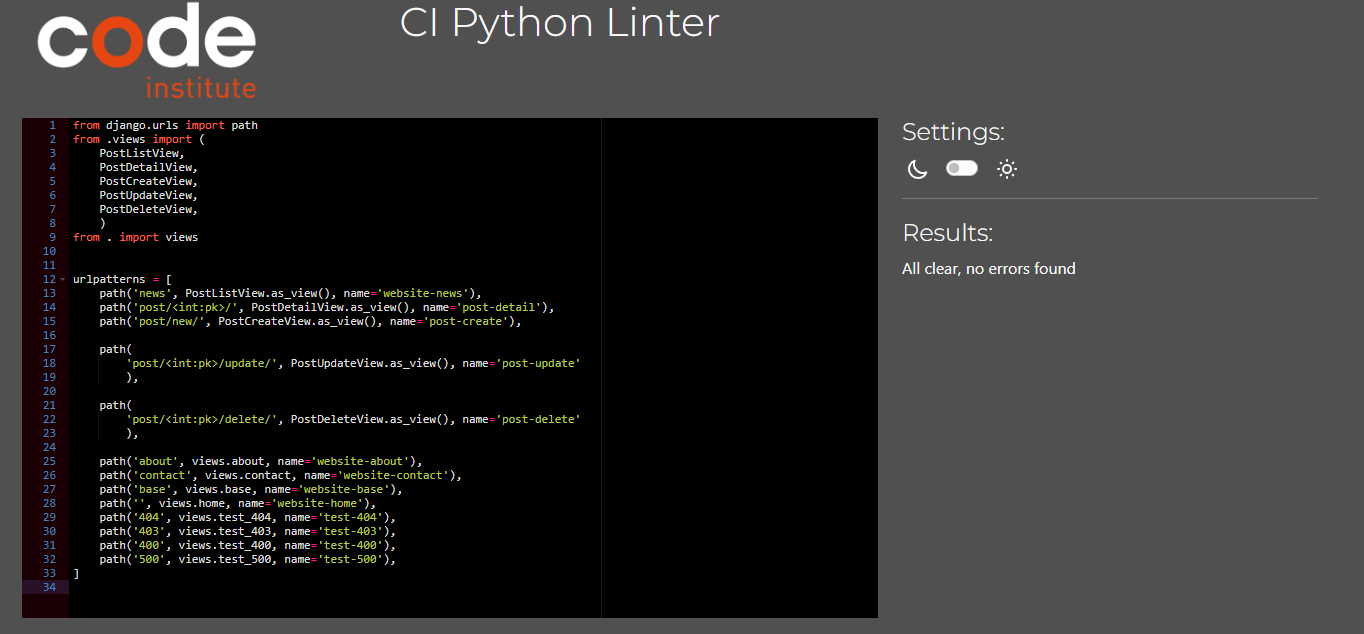 code
institute
CI Python Linter
1 from django.urls import path
2 from .views import (
3     PostListView,
4     PostDetailView,
5     PostCreateView,
6     PostUpdateView,
7     PostDeleteView,
8     )
9 from . import views
10
11
12 urlpatterns = [
13     path('news', PostListView.as_view(), name='website-news'),
14     path('post/<int:pk>/', PostDetailView.as_view(), name='post-detail'),
15     path('post/new/', PostCreateView.as_view(), name='post-create'),
16
17     path(
18         'post/<int:pk>/update/', PostUpdateView.as_view(), name='post-update'
19         ),
20
21     path(
22         'post/<int:pk>/delete/', PostDeleteView.as_view(), name='post-delete'
23         ),
24
25     path('about', views.about, name='website-about'),
26     path('contact', views.contact, name='website-contact'),
27     path('base', views.base, name='website-base'),
28     path('', views.home, name='website-home'),
29     path('404', views.test_404, name='test-404'),
30     path('403', views.test_403, name='test-403'),
31     path('400', views.test_400, name='test-400'),
32     path('500', views.test_500, name='test-500'),
33 ]
34
Settings:
Results:
All clear, no errors found